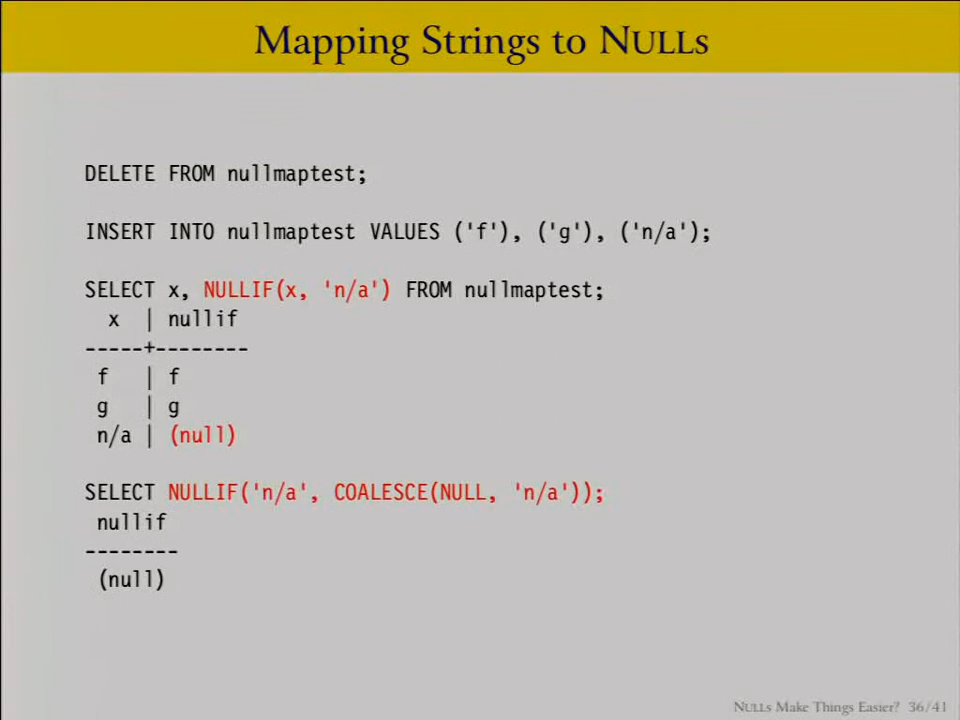 Mapping Strings to NULLs
DELETE FROM nullmaptest;
INSERT INTO nullmaptest VALUES ('f'), ('g'), ('n/a');
SELECT x, NULLIF(x, 'n/a') FROM nullmaptest;
x | nullif
-----+--------
f | f
g | g
n/a | (null)
SELECT NULLIF('n/a', COALESCE(NULL, 'n/a'));
nullif
--------
(null)
NULLs Make Things Easier? 36/41